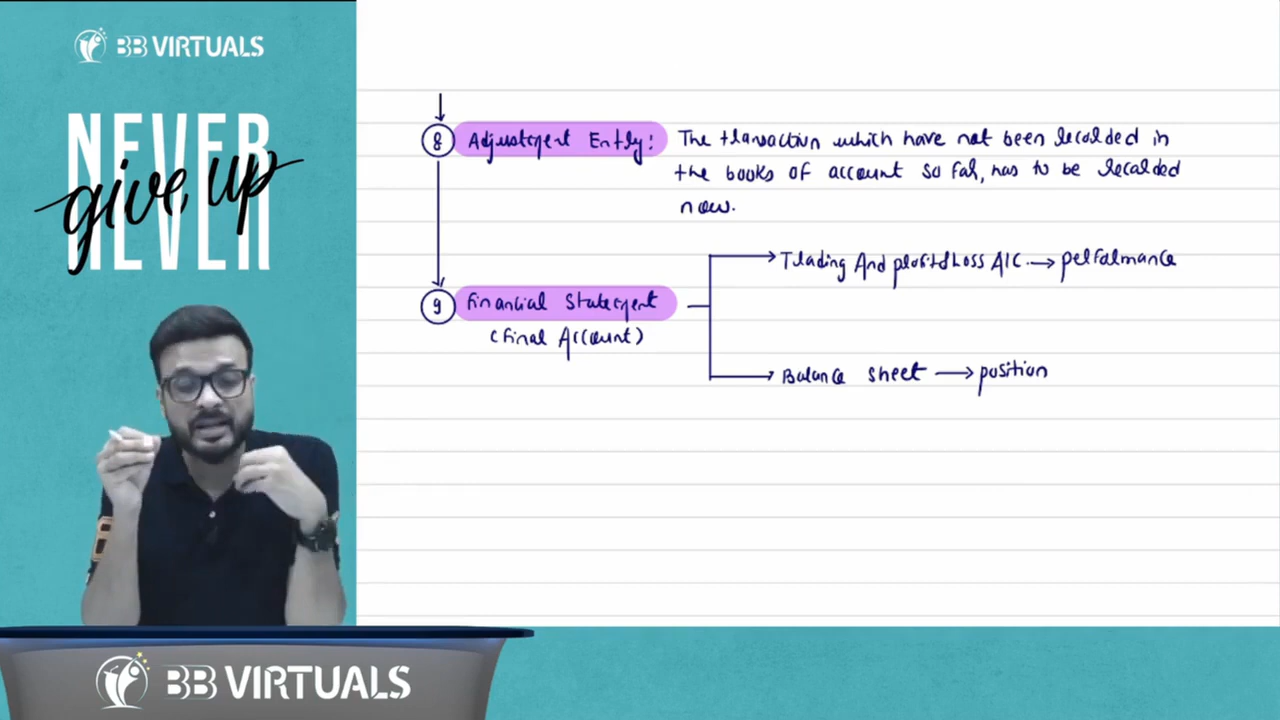 BB VIRTUALS
NEVER
give up
NEVER
8 Adjustment Entry: The transaction which have not been recorded in
the books of account so far, has to be recorded
now.
Trading And profit & Loss A/C. → performance
9 Financial Statement
(Final Account)
Balance sheet → position
BB VIRTUALS